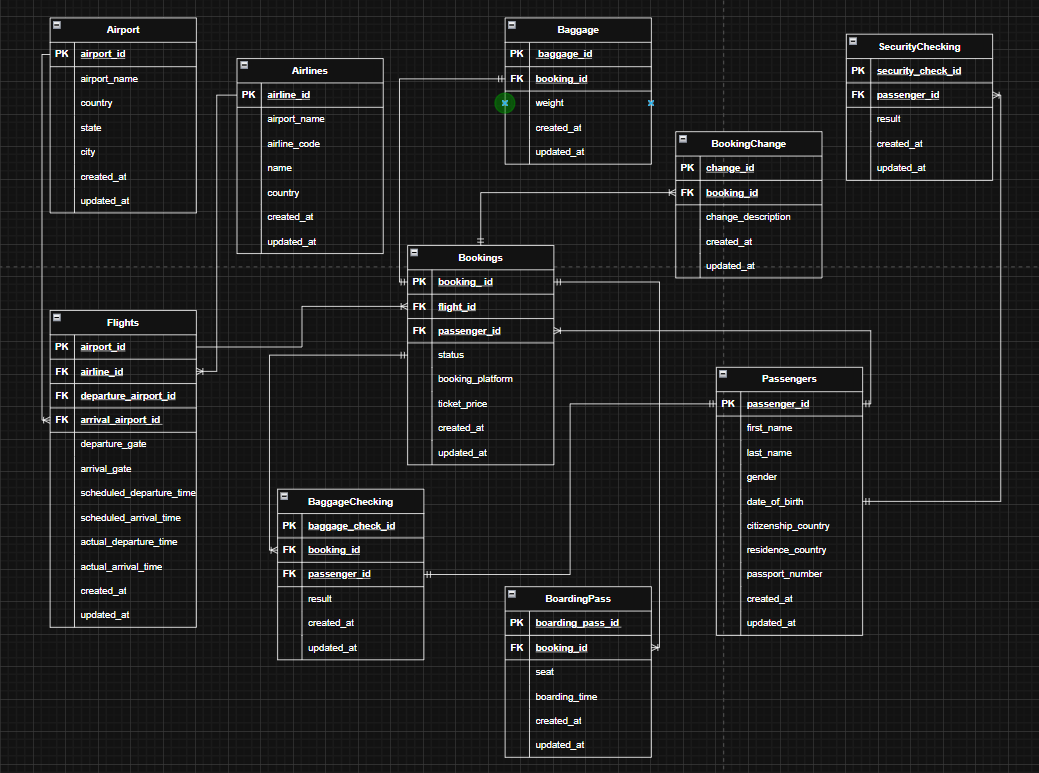 Airport
PK airport_id
airport_name
country
state
city
created_at
updated_at
Airlines
PK airline_id
airport_name
airline_code
name
country
created_at
updated_at
Baggage
PK baggage_id
FK booking_id
weight
created_at
updated_at
SecurityChecking
PK security_check_id
FK passenger_id
result
created_at
updated_at
BookingChange
PK change_id
FK booking_id
change_description
created_at
updated_at
Bookings
PK booking_ id
FK flight_id
FK passenger_id
status
booking_platform
ticket_price
created_at
updated_at
Flights
PK airport_id
FK airline_id
FK departure_airport_id
FK arrival_airport_id
departure_gate
arrival_gate
scheduled_departure_time
scheduled_arrival_time
actual_departure_time
actual_arrival_time
created_at
updated_at
Passengers
PK passenger_id
first_name
last_name
gender
date_of_birth
citizenship_country
residence_country
passport_number
created_at
updated_at
BaggageChecking
PK baggage_check_id
FK booking_id
FK passenger_id
result
created_at
updated_at
BoardingPass
PK boarding_pass_id
FK booking_id
seat
boarding_time
created_at
updated_at